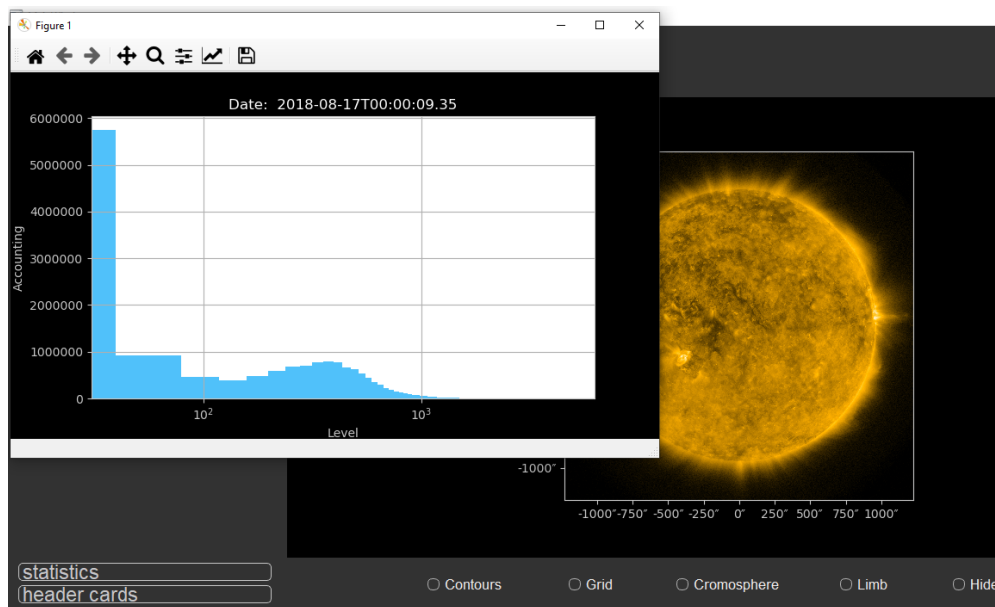 Figure 1
Date:  2018-08-17T00:00:09.35
6000000
5000000
4000000
3000000
2000000
1000000
0
Accounting
10² 10³
Level
-1000″
-1000″ -750″ -500″ -250″ 0″ 250″ 500″ 750″ 1000″
statistics
header cards
Contours Grid Cromosphere Limb Hide